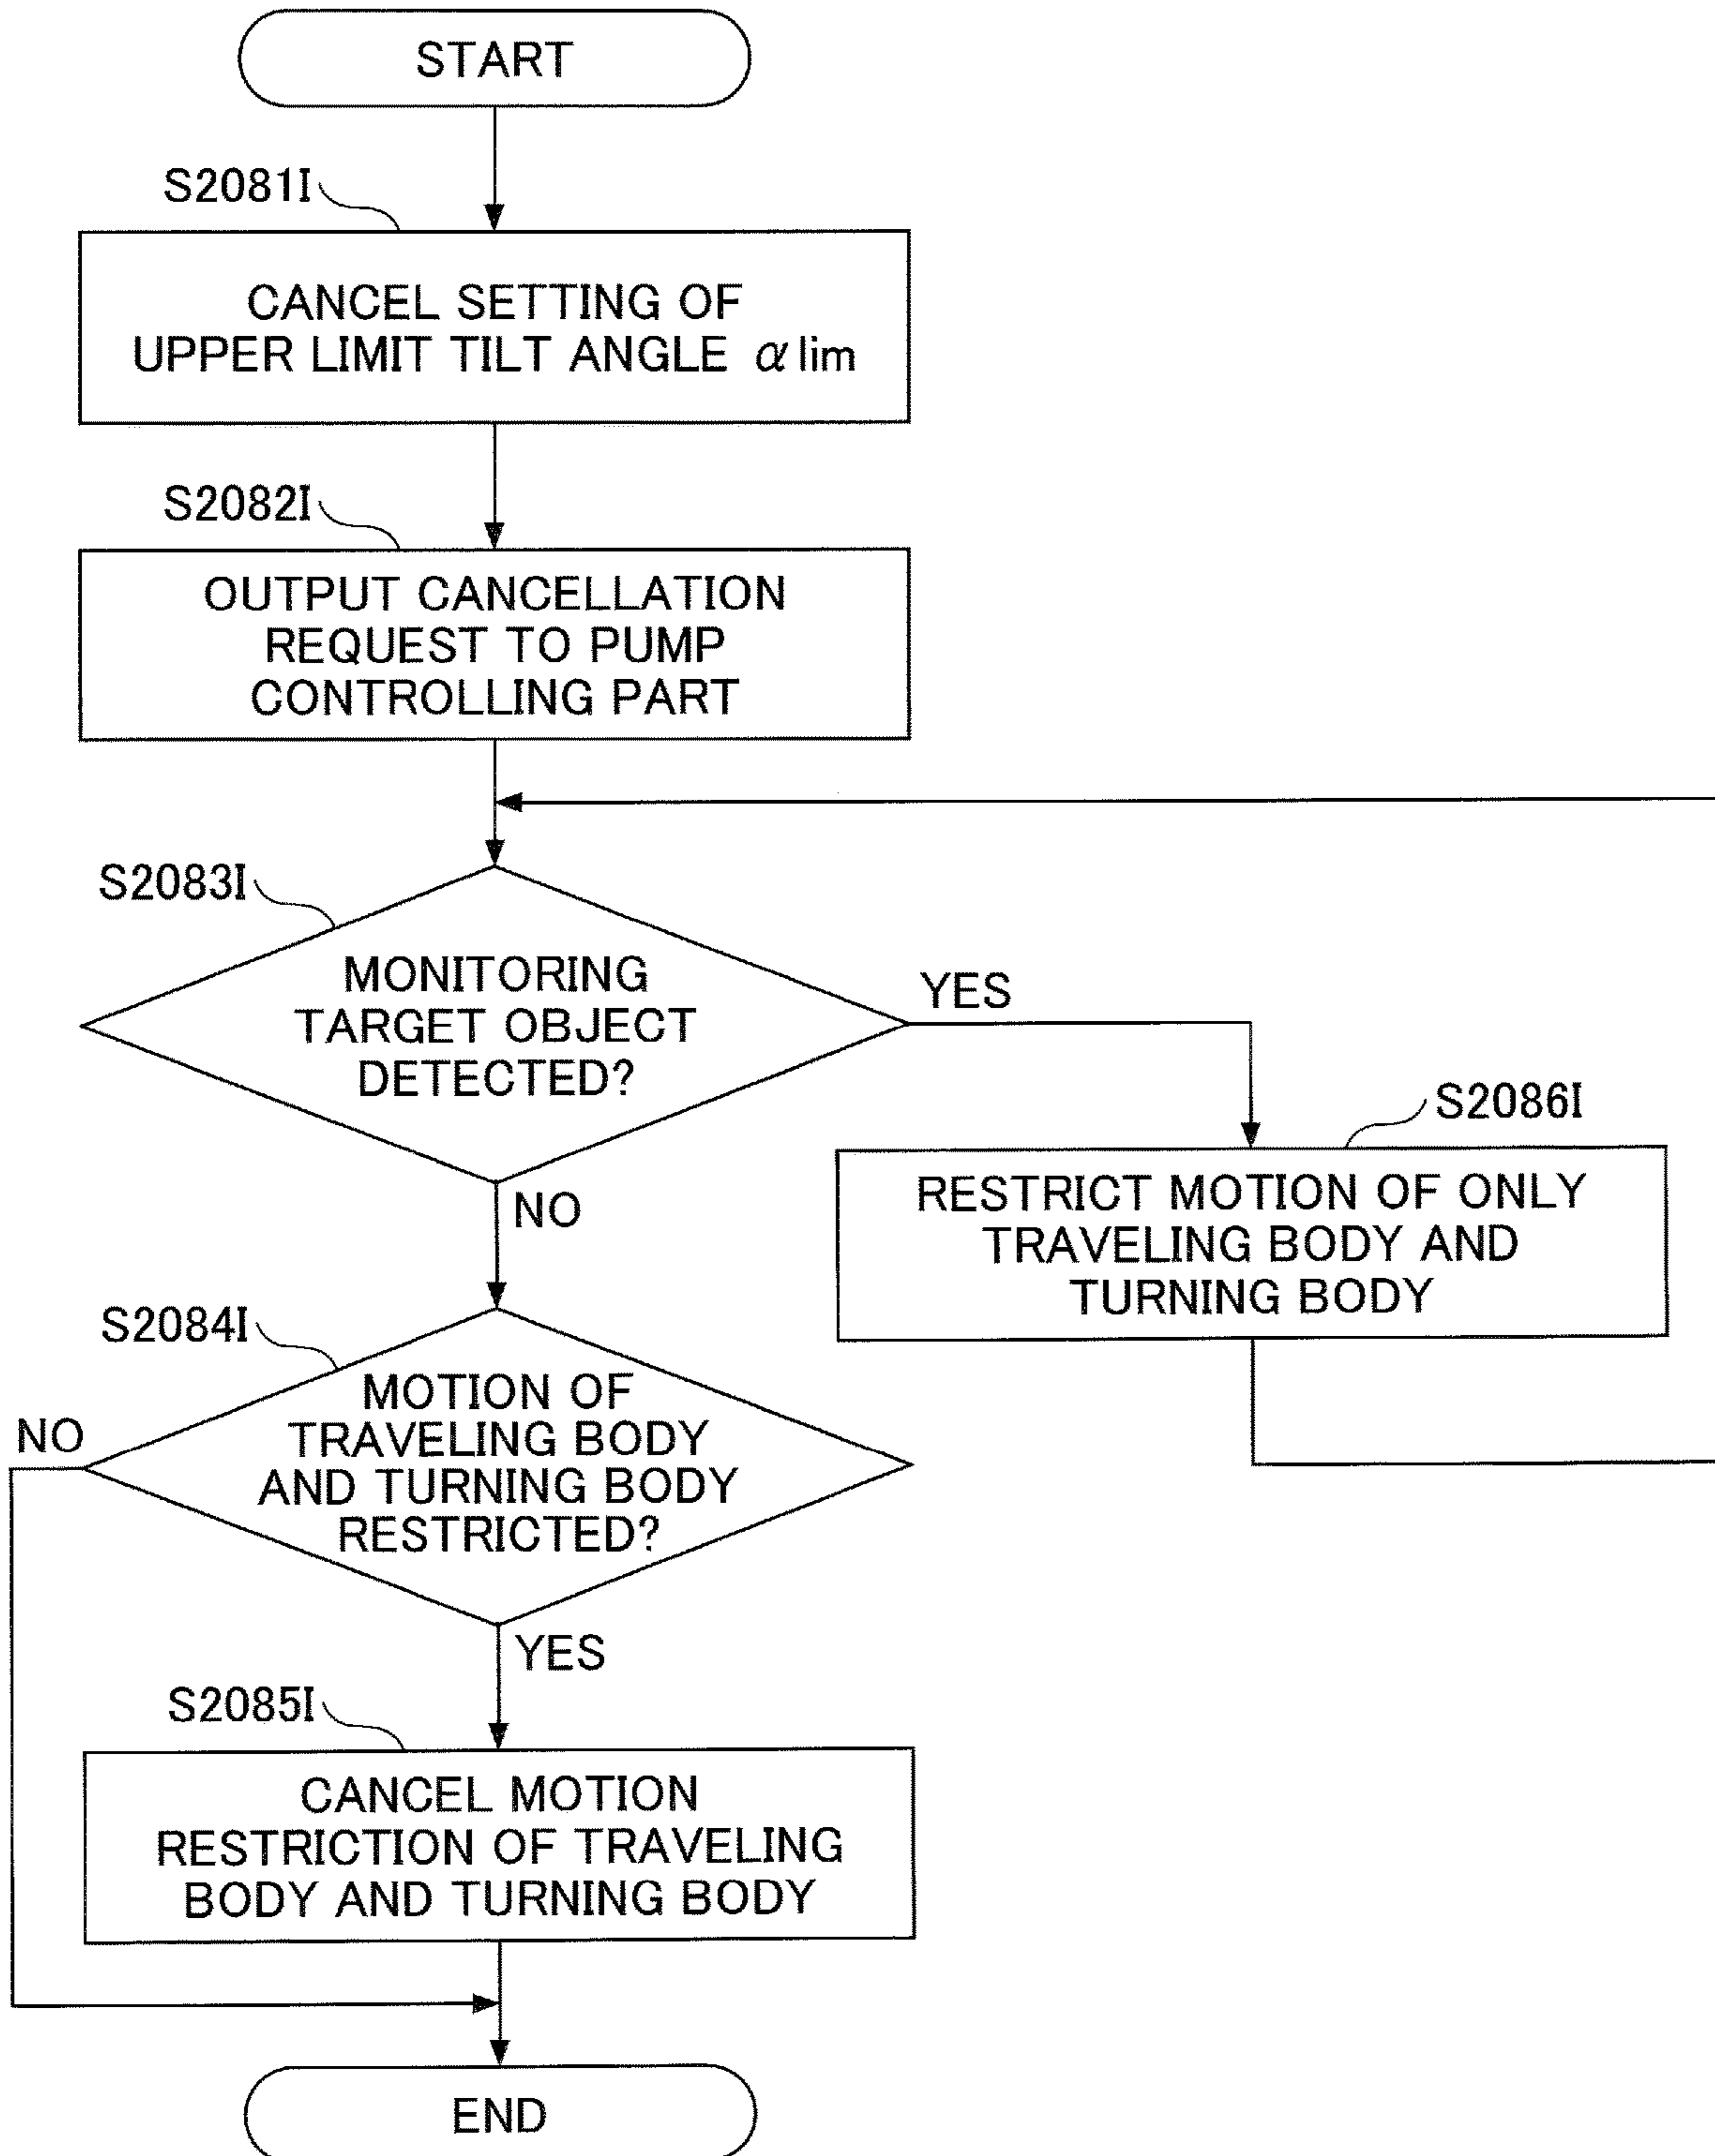 START
S2081I
CANCEL SETTING OF
UPPER LIMIT TILT ANGLE α lim
S2082I
OUTPUT CANCELLATION
REQUEST TO PUMP
CONTROLLING PART
S2083I
MONITORING
TARGET OBJECT
DETECTED?
YES
NO
S2086I
RESTRICT MOTION OF ONLY
TRAVELING BODY AND
TURNING BODY
S2084I
MOTION OF
TRAVELING BODY
AND TURNING BODY
RESTRICTED?
NO
YES
S2085I
CANCEL MOTION
RESTRICTION OF TRAVELING
BODY AND TURNING BODY
END